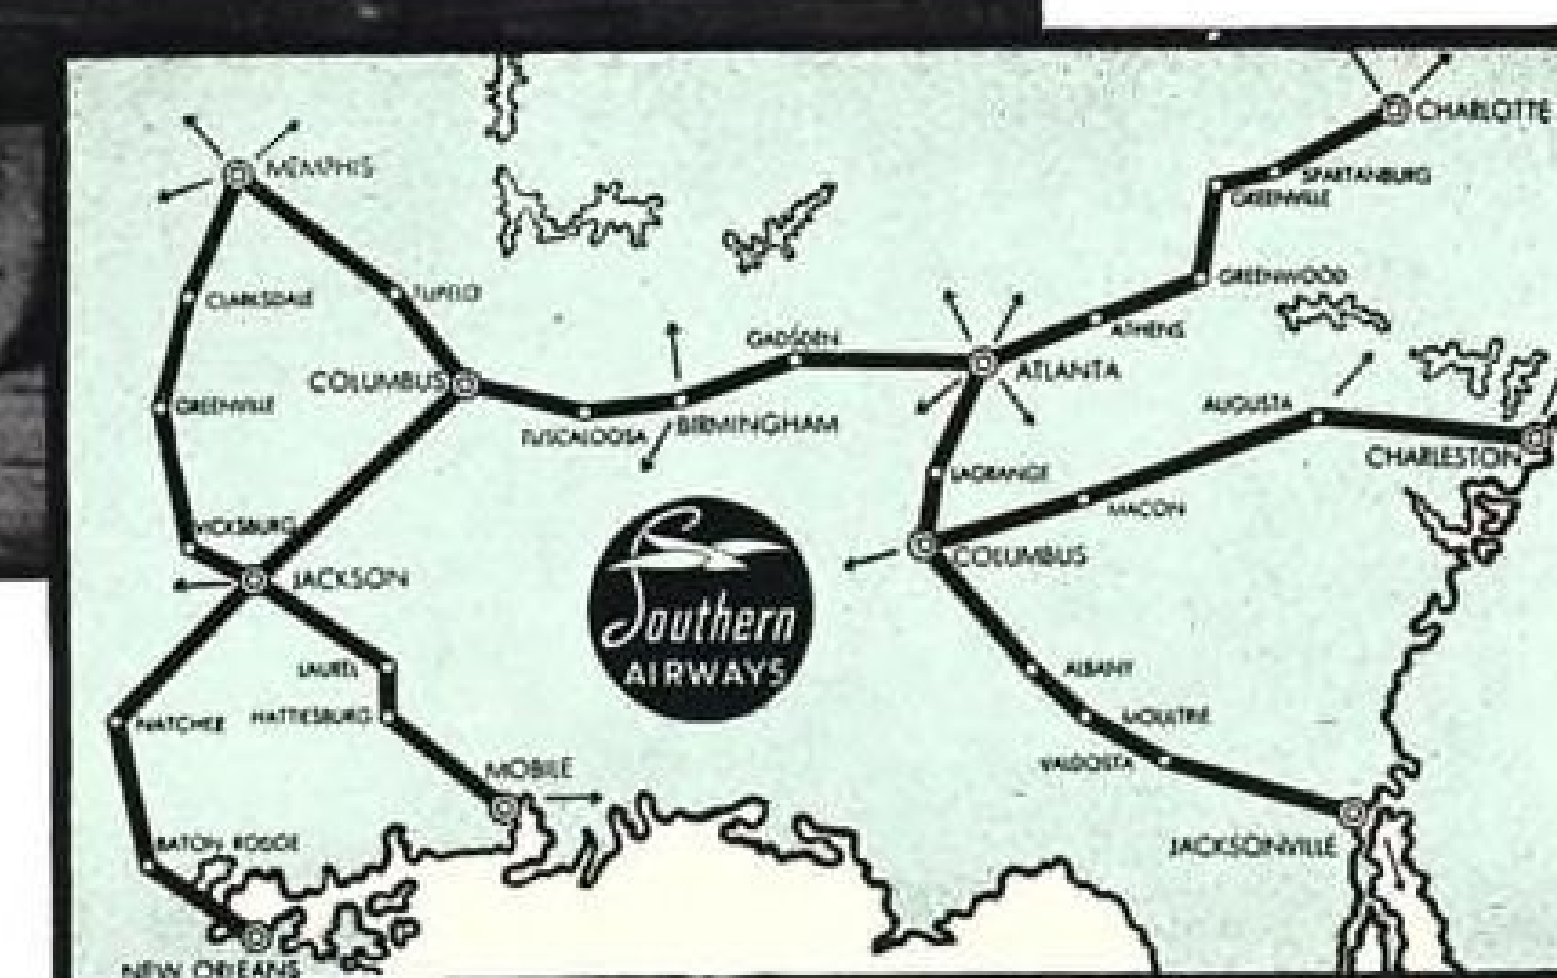 CHARLOTTE
MEMPHIS
SPARTANBURG
GREENVILLE
GREENWOOD
CLARKSDALE
TUPELO
ATHENS
GADSDEN
ATLANTA
COLUMBUS
GREENVILLE
AUGUSTA
TUSCALOOSA
BIRMINGHAM
CHARLESTON
LAGRANGE
MACON
VICKSBURG
COLUMBUS
JACKSON
Southern
AIRWAYS
LAUREL
ALBANY
NATCHEZ
HATTIESBURG
MOULTRIE
VALDOSTA
MOBILE
BATON ROUGE
JACKSONVILLE
NEW ORLEANS